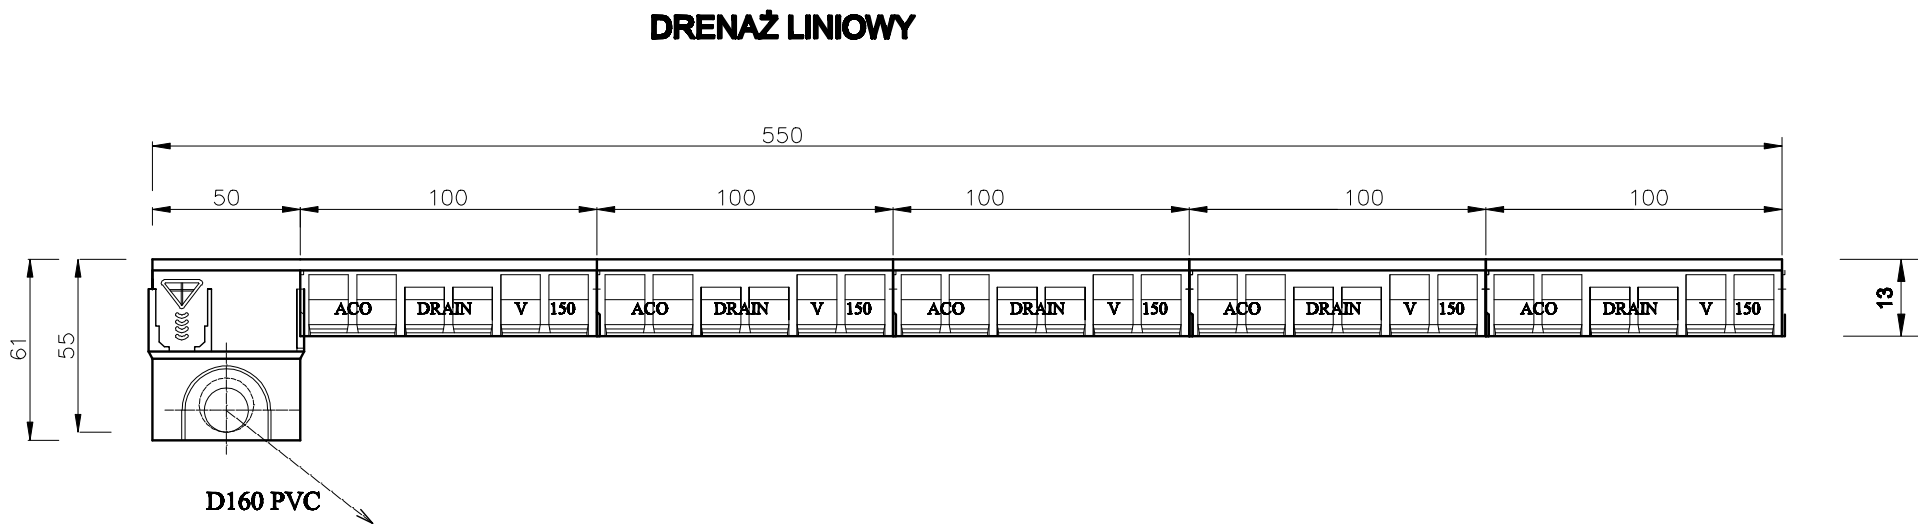 DRENAŻ LINIOWY
550
50 100 100 100 100 100
ACO DRAIN V 150 ACO DRAIN V 150 ACO DRAIN V 150 ACO DRAIN V 150 ACO DRAIN V 150
13
61
55
D160 PVC